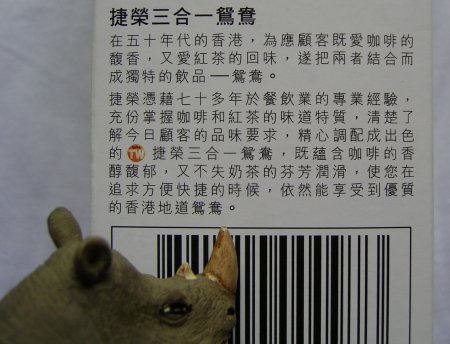 捷榮三合一鴛鴦
在五十年代的香港，為應顧客既愛咖啡的
馥香，又愛紅茶的回味，遂把兩者結合而
成獨特的飲品──鴛鴦。
捷榮憑藉七十多年於餐飲業的專業經驗，
充份掌握咖啡和紅茶的味道特質，清楚了
解今日顧客的品味要求，精心調配成出色
的 TW 捷榮三合一鴛鴦，既蘊含咖啡的香
醇馥郁，又不失奶茶的芬芳潤滑，使您在
追求方便快捷的時候，依然能享受到優質
的香港地道鴛鴦。